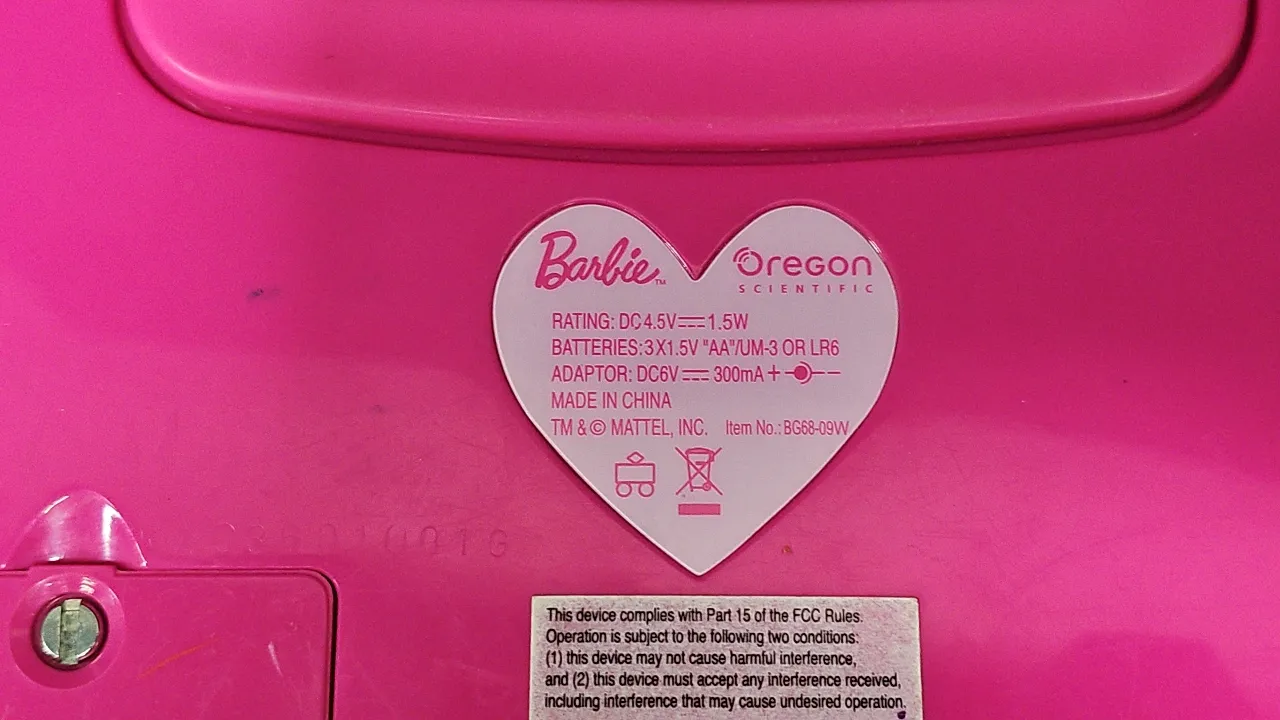 Barbie™ Oregon
SCIENTIFIC
RATING: DC4.5V⎓1.5W
BATTERIES:3X1.5V "AA"/UM-3 OR LR6
ADAPTOR: DC6V⎓300mA + –
MADE IN CHINA
TM & © MATTEL, INC. Item No.: BG68-09W
This device complies with Part 15 of the FCC Rules.
Operation is subject to the following two conditions:
(1) this device may not cause harmful interference,
and (2) this device must accept any interference received,
including interference that may cause undesired operation.